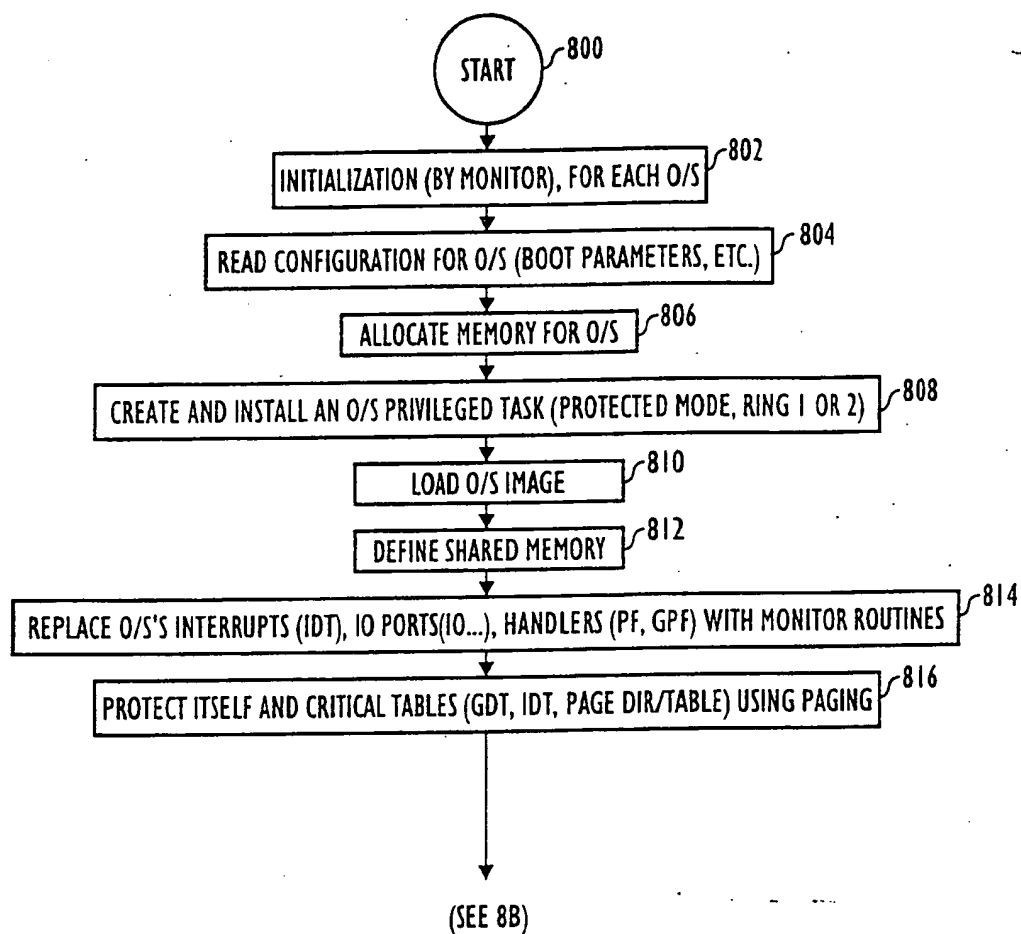 START
800
INITIALIZATION (BY MONITOR), FOR EACH O/S
802
READ CONFIGURATION FOR O/S (BOOT PARAMETERS, ETC.)
804
ALLOCATE MEMORY FOR O/S
806
CREATE AND INSTALL AN O/S PRIVILEGED TASK (PROTECTED MODE, RING 1 OR 2)
808
LOAD O/S IMAGE
810
DEFINE SHARED MEMORY
812
REPLACE O/S'S INTERRUPTS (IDT), IO PORTS(IO...), HANDLERS (PF, GPF) WITH MONITOR ROUTINES
814
PROTECT ITSELF AND CRITICAL TABLES (GDT, IDT, PAGE DIR/TABLE) USING PAGING
816
(SEE 8B)